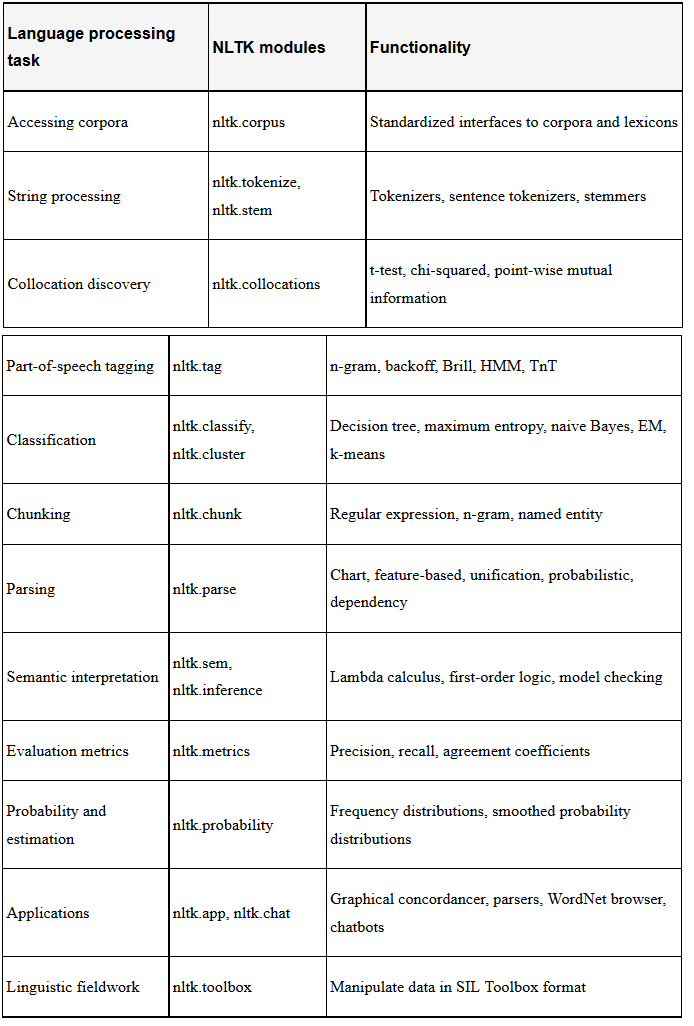 Language processing
task
NLTK modules
Functionality
Accessing corpora
nltk.corpus
Standardized interfaces to corpora and lexicons
String processing
nltk.tokenize,
nltk.stem
Tokenizers, sentence tokenizers, stemmers
Collocation discovery
nltk.collocations
t-test, chi-squared, point-wise mutual
information
Part-of-speech tagging
nltk.tag
n-gram, backoff, Brill, HMM, TnT
Classification
nltk.classify,
nltk.cluster
Decision tree, maximum entropy, naive Bayes, EM,
k-means
Chunking
nltk.chunk
Regular expression, n-gram, named entity
Parsing
nltk.parse
Chart, feature-based, unification, probabilistic,
dependency
Semantic interpretation
nltk.sem,
nltk.inference
Lambda calculus, first-order logic, model checking
Evaluation metrics
nltk.metrics
Precision, recall, agreement coefficients
Probability and
estimation
nltk.probability
Frequency distributions, smoothed probability
distributions
Applications
nltk.app, nltk.chat
Graphical concordancer, parsers, WordNet browser,
chatbots
Linguistic fieldwork
nltk.toolbox
Manipulate data in SIL Toolbox format